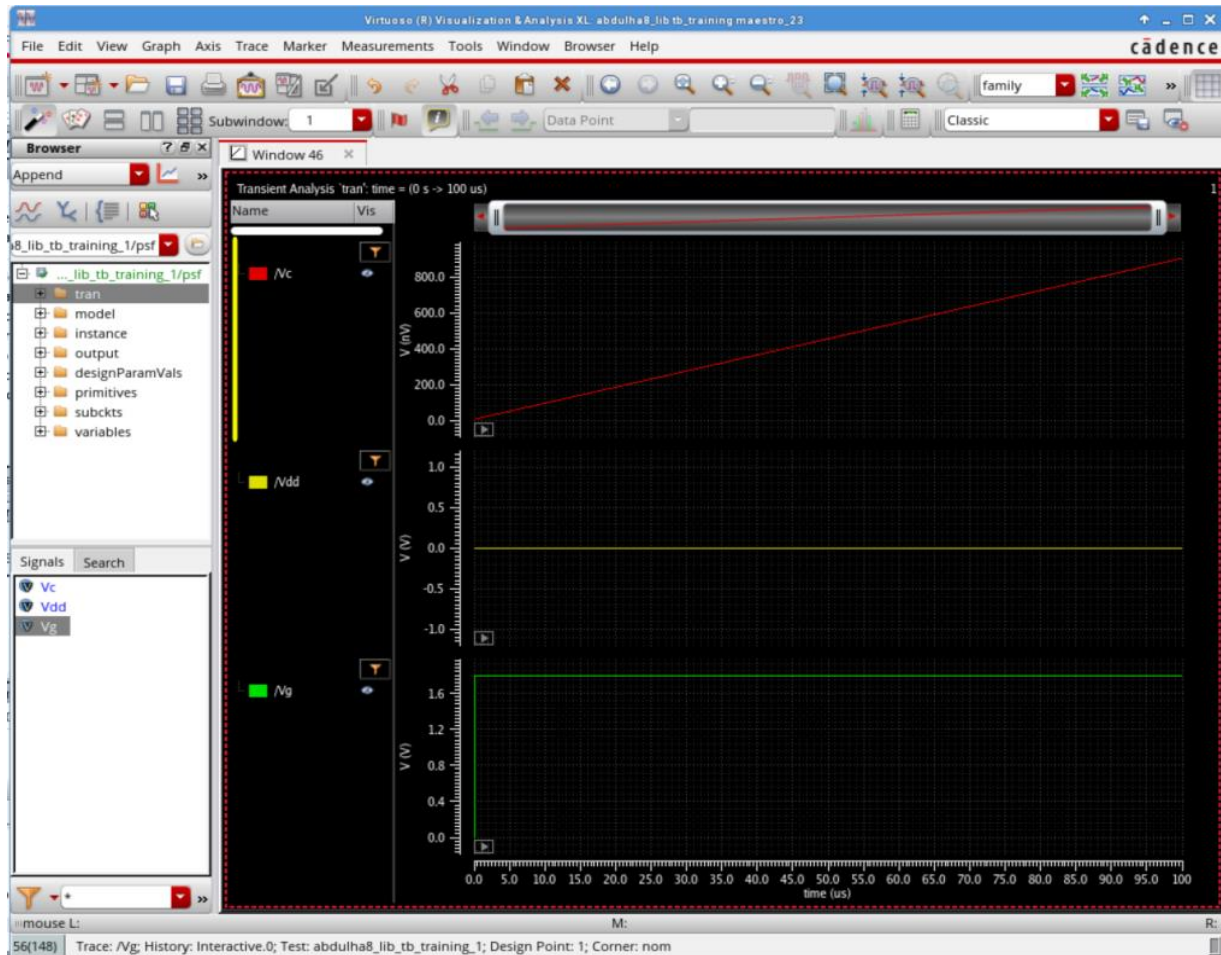 Virtuoso (R) Visualization & Analysis XL: abdulha8_lib tb_training maestro_23
File Edit View Graph Axis Trace Marker Measurements Tools Window Browser Help
cādence
family
»
Subwindow: 1
Data Point
Classic
Browser
Window 46
Append
»
Transient Analysis `tran': time = (0 s -> 100 us)
1
Name Vis
a8_lib_tb_training_1/psf
..._lib_tb_training_1/psf
tran
model
instance
output
designParamVals
primitives
subckts
variables
/Vc
800.0
600.0
400.0
200.0
0.0
V (nV)
/Vdd
1.0
0.5
0.0
-0.5
-1.0
V (V)
Signals Search
Vc
Vdd
Vg
/Vg
1.6
1.2
0.8
0.4
0.0
V (V)
0.0 5.0 10.0 15.0 20.0 25.0 30.0 35.0 40.0 45.0 50.0 55.0 60.0 65.0 70.0 75.0 80.0 85.0 90.0 95.0 100
time (us)
*
»
mouse L: M: R:
56(148) Trace: /Vg; History: Interactive.0; Test: abdulha8_lib_tb_training_1; Design Point: 1; Corner: nom